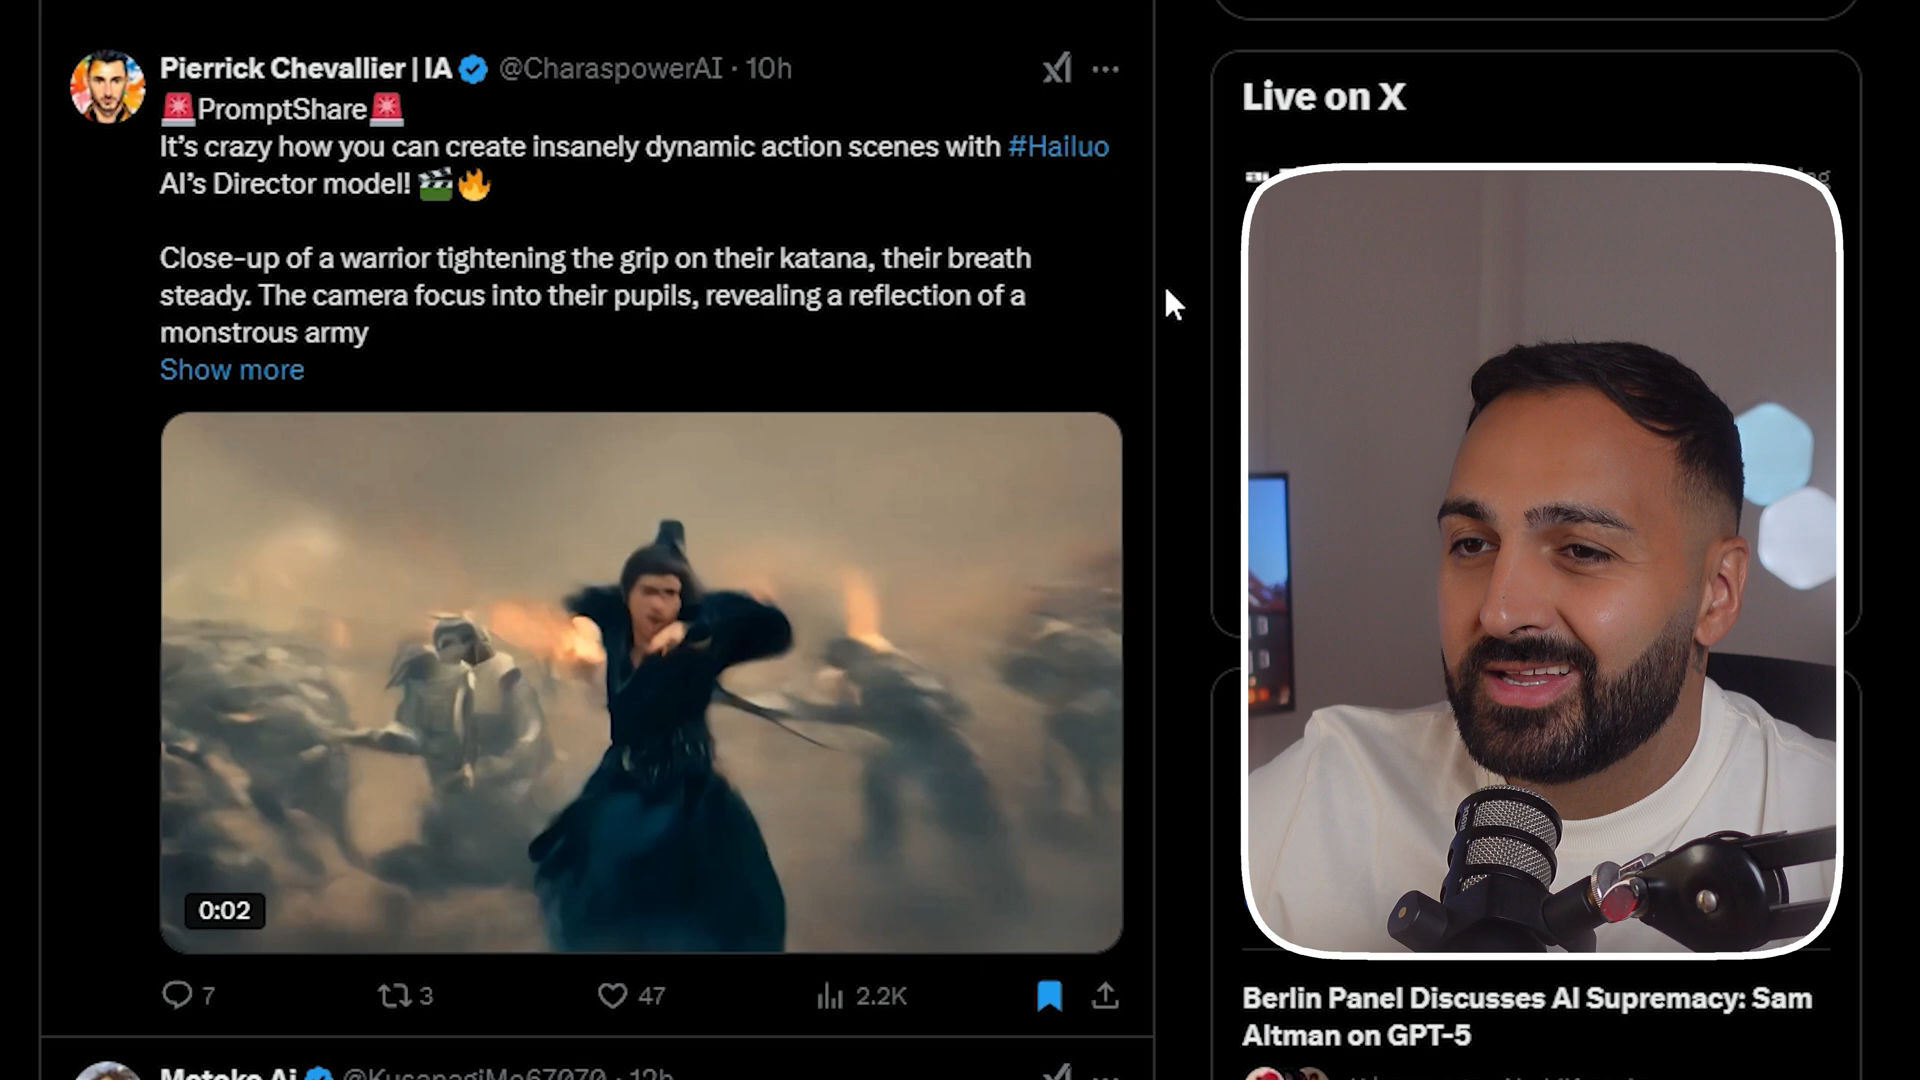 Pierrick Chevallier | IA @CharaspowerAI · 10h
🚨PromptShare🚨
It’s crazy how you can create insanely dynamic action scenes with #Hailuo
AI’s Director model! 🎬🔥
Close-up of a warrior tightening the grip on their katana, their breath
steady. The camera focus into their pupils, revealing a reflection of a
monstrous army
Show more
0:02
7
3
47
2.2K
Live on X
Berlin Panel Discusses AI Supremacy: Sam
Altman on GPT-5